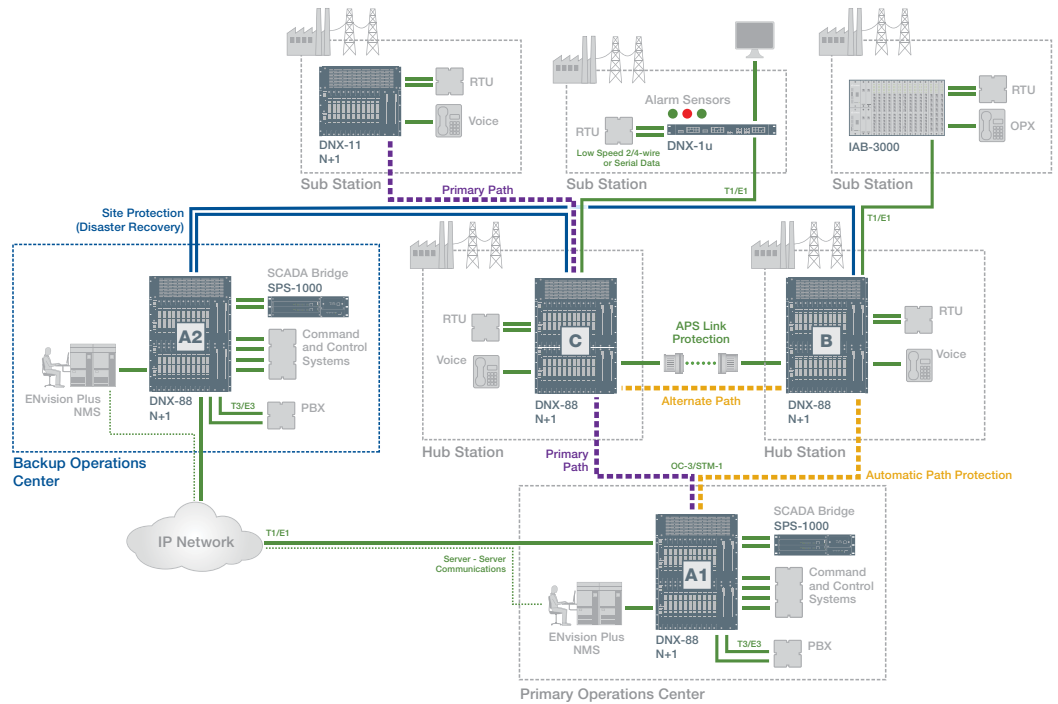 RTU
Voice
DNX-11
N+1
Sub Station
Alarm Sensors
RTU
DNX-1u
Low Speed 2/4-wire
or Serial Data
Sub Station
T1/E1
RTU
OPX
IAB-3000
Sub Station
T1/E1
Primary Path
Site Protection
(Disaster Recovery)
SCADA Bridge
SPS-1000
A2
Command
and Control
Systems
ENvision Plus
NMS
DNX-88
N+1
T3/E3
PBX
Backup Operations
Center
RTU
Voice
C
DNX-88
N+1
Hub Station
APS Link
Protection
Alternate Path
B
RTU
Voice
DNX-88
N+1
Hub Station
Primary
Path
OC-3/STM-1
Automatic Path Protection
IP Network
T1/E1
Server - Server
Communications
SCADA Bridge
SPS-1000
A1
Command
and Control
Systems
ENvision Plus
NMS
DNX-88
N+1
T3/E3
PBX
Primary Operations Center